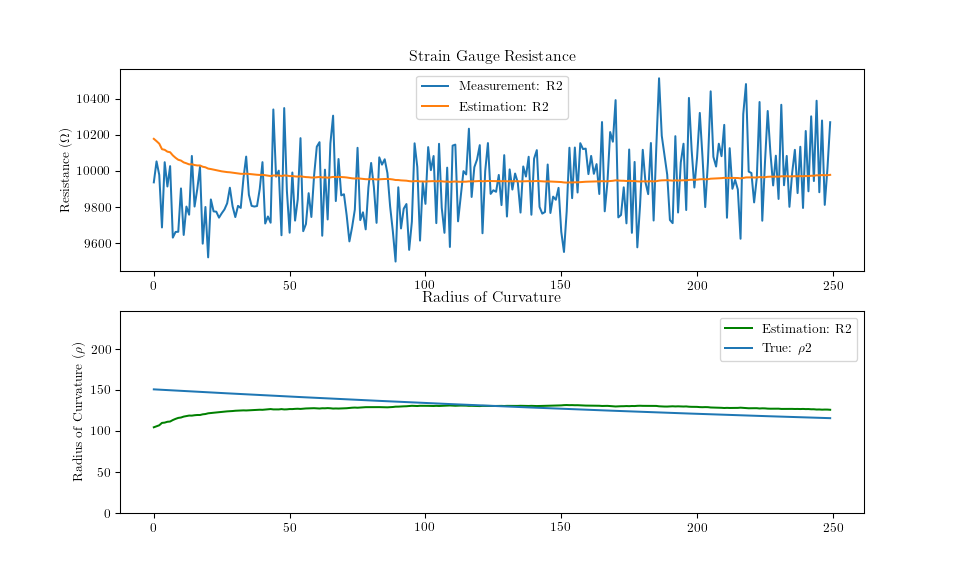 Strain Gauge Resistance
Resistance (Ω)
10400
10200
10000
9800
9600
Measurement: R2
Estimation: R2
0 50 100 150 200 250
Radius of Curvature
Radius of Curvature (ρ)
200
150
100
50
0
Estimation: R2
True: ρ2
0 50 100 150 200 250